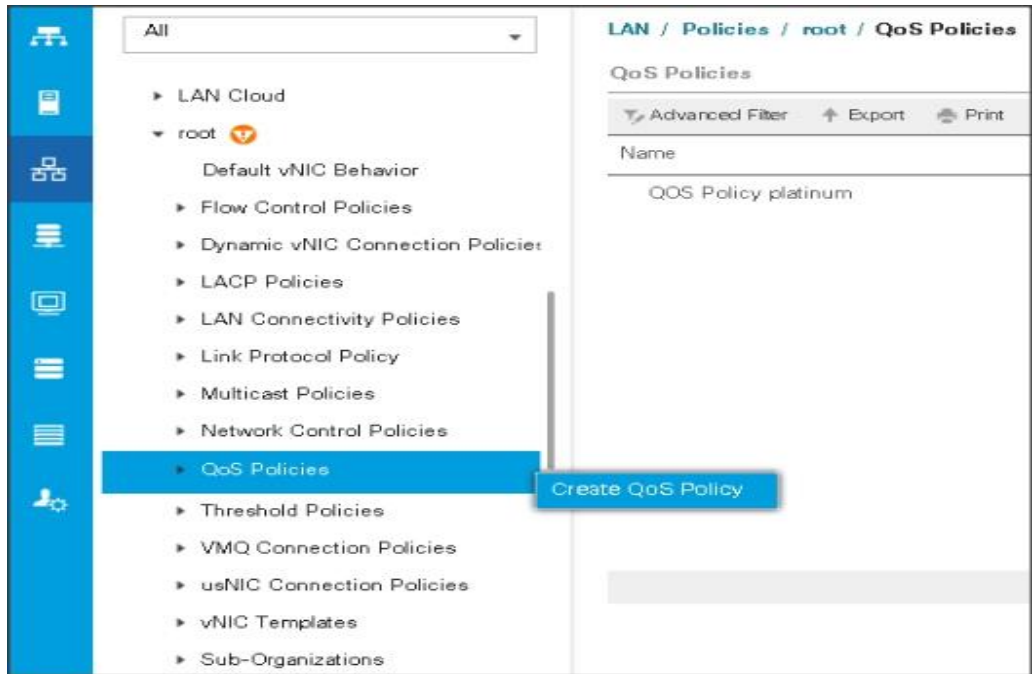 All
LAN Cloud
root
Default vNIC Behavior
Flow Control Policies
Dynamic vNIC Connection Policies
LACP Policies
LAN Connectivity Policies
Link Protocol Policy
Multicast Policies
Network Control Policies
QoS Policies
Create QoS Policy
Threshold Policies
VMQ Connection Policies
usNIC Connection Policies
vNIC Templates
Sub-Organizations
LAN / Policies / root / QoS Policies
QoS Policies
Advanced Filter Export Print
Name
QOS Policy platinum